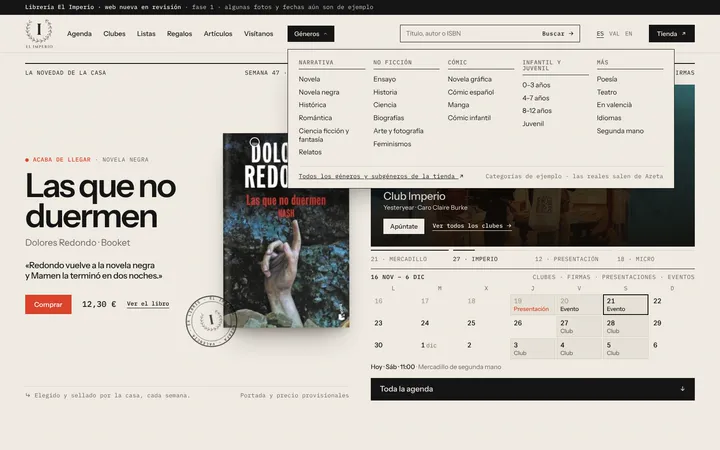 Librería El Imperio · web nueva en revisión · fase 1 · algunas fotos y fechas aún son de ejemplo
I
EL IMPERIO
Agenda Clubes Listas Regalos Artículos Visítanos Géneros
Título, autor o ISBN Buscar →
ES VAL EN
Tienda ↗
LA NOVEDAD DE LA CASA
SEMANA 47 ·
NARRATIVA
Novela
Novela negra
Histórica
Romántica
Ciencia ficción y
fantasía
Relatos
NO FICCIÓN
Ensayo
Historia
Ciencia
Biografías
Arte y fotografía
Feminismos
CÓMIC
Novela gráfica
Cómic español
Manga
Cómic infantil
INFANTIL Y
JUVENIL
0–3 años
4–7 años
8–12 años
Juvenil
MÁS
Poesía
Teatro
En valencià
Idiomas
Segunda mano
Todos los géneros y subgéneros de la tienda ↗
Categorías de ejemplo · las reales salen de Areta
ACABA DE LLEGAR · NOVELA NEGRA
Las que no
duermen
Dolores Redondo · Booket
«Redondo vuelve a la novela negra
y Mamen la terminó en dos noches.»
Comprar 12,30 € Ver el libro
Las que no duermen
NASH
I
↳ Elegido y sellado por la casa, cada semana.
Portada y precio provisionales
Club Imperio
Yesteryear · Caro Claire Burke
Apúntate Ver todos los clubes →
21 · MERCADILLO 27 · IMPERIO 12 · PRESENTACIÓN 18 · MICRO
16 NOV – 6 DIC CLUBES · FIRMAS · PRESENTACIONES · EVENTOS
L M X J V S D
16 17 18 19 20 21 22
Presentación Evento Evento
23 24 25 26 27 28 29
Club Club
30 1 dic 2 3 4 5 6
Club Club Club
Hoy · Sáb · 11:00 · Mercadillo de segunda mano
Toda la agenda ↓